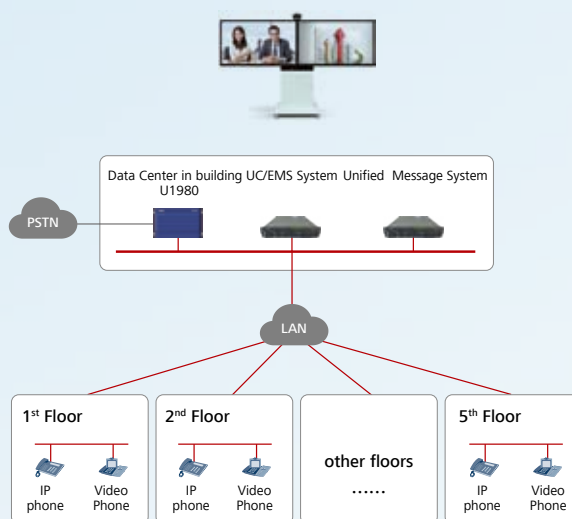 Data Center in building UC/EMS System Unified Message System
U1980
PSTN
LAN
1st Floor
IP phone
Video Phone
2nd Floor
IP phone
Video Phone
other floors
......
5th Floor
IP phone
Video Phone